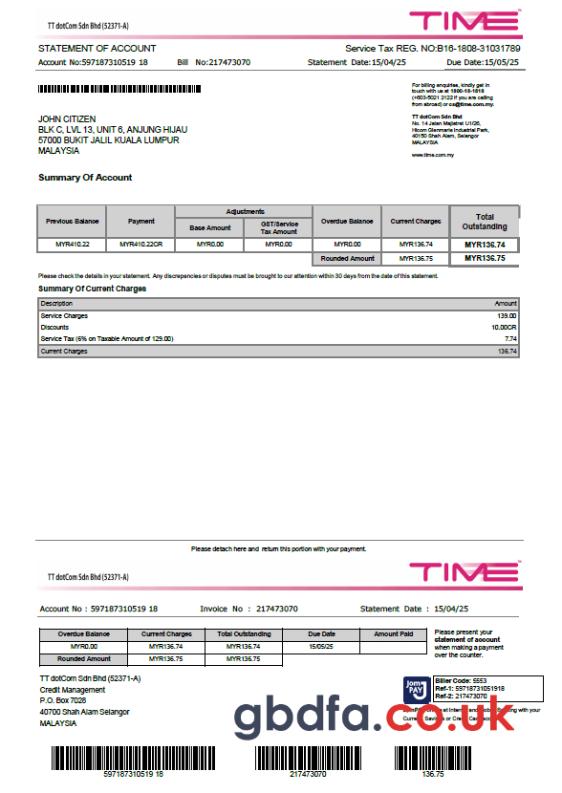 TT dotCom Sdn Bhd (52371-A)
TIME
STATEMENT OF ACCOUNT
Service Tax REG. NO:B16-1808-31031789
Account No:597187310519 18 Bill No:217473070 Statement Date:15/04/25 Due Date:15/05/25
For billing enquiries, kindly get in
touch with us at 1800-18-1818
(+603-5021 2122 if you are calling
from abroad) or cs@time.com.my.
TT dotCom Sdn Bhd
No. 14 Jalan Majistret U1/26,
Hicom Glenmarie Industrial Park,
40150 Shah Alam, Selangor
MALAYSIA
www.time.com.my
JOHN CITIZEN
BLK C, LVL 13, UNIT 6, ANJUNG HIJAU
57000 BUKIT JALIL KUALA LUMPUR
MALAYSIA
Summary Of Account
Previous Balance Payment Adjustments Overdue Balance Current Charges Total Outstanding
Base Amount GST/Service Tax Amount
MYR410.22 MYR410.22CR MYR0.00 MYR0.00 MYR0.00 MYR136.74 MYR136.74
Rounded Amount MYR136.75 MYR136.75
Please check the details in your statement. Any discrepancies or disputes must be brought to our attention within 30 days from the date of this statement.
Summary Of Current Charges
Description Amount
Service Charges 139.00
Discounts 10.00CR
Service Tax (6% on Taxable Amount of 129.00) 7.74
Current Charges 136.74
Please detach here and return this portion with your payment.
TT dotCom Sdn Bhd (52371-A)
TIME
Account No : 597187310519 18 Invoice No : 217473070 Statement Date : 15/04/25
Overdue Balance Current Charges Total Outstanding Due Date Amount Paid
MYR0.00 MYR136.74 MYR136.74 15/05/25
Rounded Amount MYR136.75 MYR136.75
Please present your
statement of account
when making a payment
over the counter.
TT dotCom Sdn Bhd (52371-A)
Credit Management
P.O. Box 7028
40700 Shah Alam Selangor
MALAYSIA
Jom
PAY
Biller Code: 5553
Ref-1: 59718731051918
Ref-2: 217473070
at Internet and with your
Current
gbdfa.co.uk
597187310519 18
217473070
136.75